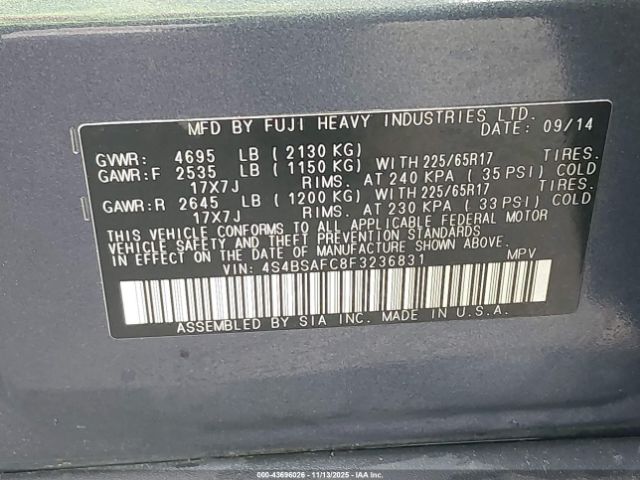 MFD BY FUJI HEAVY INDUSTRIES LTD.
DATE: 09/14
GVWR: 4695 LB ( 2130 KG)
GAWR:F 2535 LB ( 1150 KG) WITH 225/65R17 TIRES.
17X7J RIMS. AT 240 KPA ( 35 PSI) COLD
GAWR:R 2645 LB ( 1200 KG) WITH 225/65R17 TIRES.
17X7J RIMS. AT 230 KPA ( 33 PSI) COLD
THIS VEHICLE CONFORMS TO ALL APPLICABLE FEDERAL MOTOR
VEHICLE SAFETY AND THEFT PREVENTION STANDARDS
IN EFFECT ON THE DATE OF MANUFACTURE SHOWN ABOVE.
VIN: 4S4BSAFC8F3236831 MPV
ASSEMBLED BY SIA INC. MADE IN U.S.A.
000-43696026 - 11/13/2025 - IAAI.COM